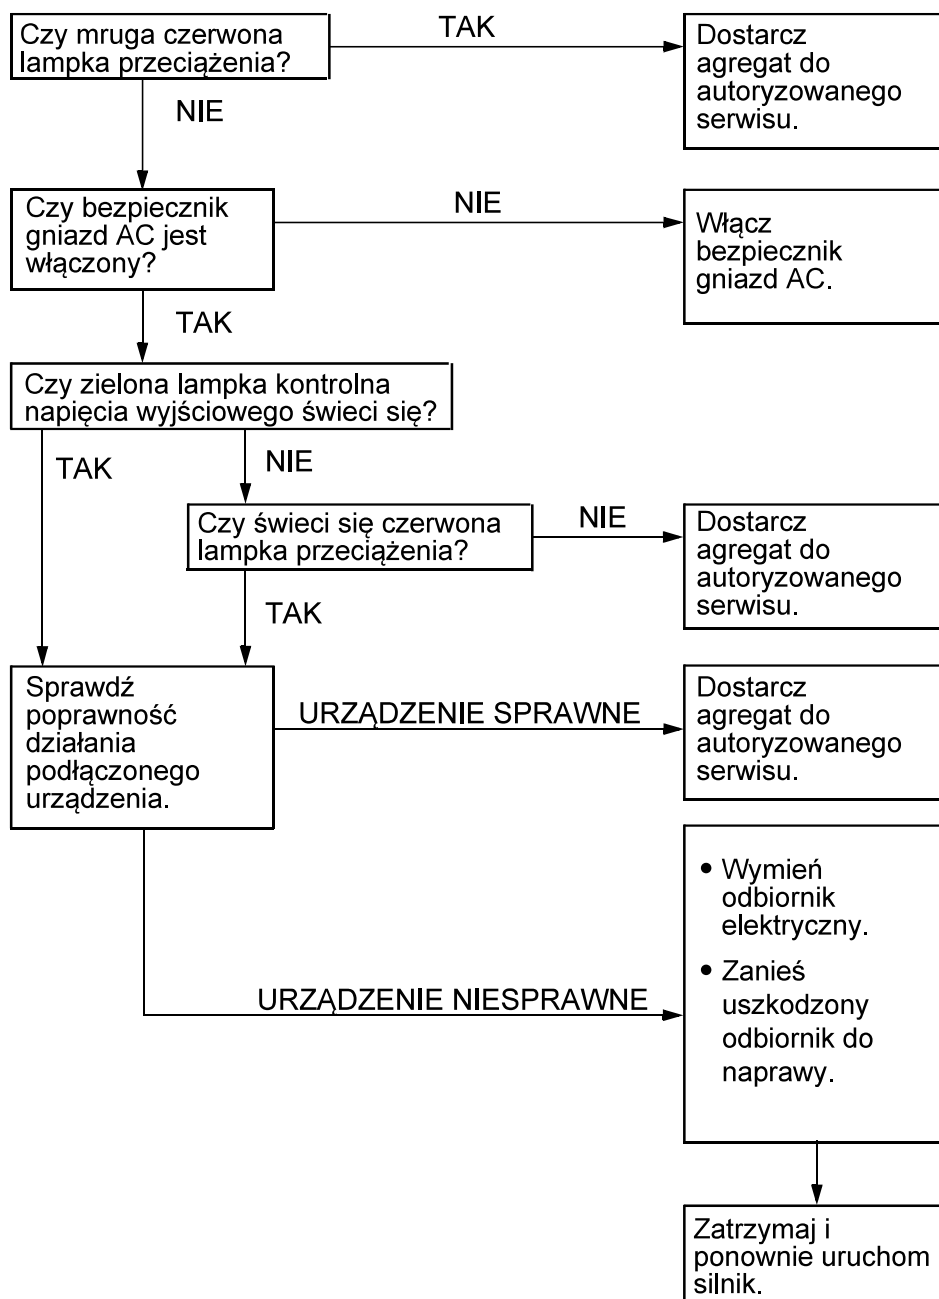 Czy mruga czerwona
lampka przeciążenia?
TAK
Dostarcz
agregat do
autoryzowanego
serwisu.
NIE
Czy bezpiecznik
gniazd AC jest
włączony?
NIE
Włącz
bezpiecznik
gniazd AC.
TAK
Czy zielona lampka kontrolna
napięcia wyjściowego świeci się?
TAK
NIE
Czy świeci się czerwona
lampka przeciążenia?
NIE
Dostarcz
agregat do
autoryzowanego
serwisu.
TAK
Sprawdź
poprawność
działania
podłączonego
urządzenia.
URZĄDZENIE SPRAWNE
Dostarcz
agregat do
autoryzowanego
serwisu.
URZĄDZENIE NIESPRAWNE
• Wymień
odbiornik
elektryczny.
• Zanieś
uszkodzony
odbiornik do
naprawy.
Zatrzymaj i
ponownie uruchom
silnik.